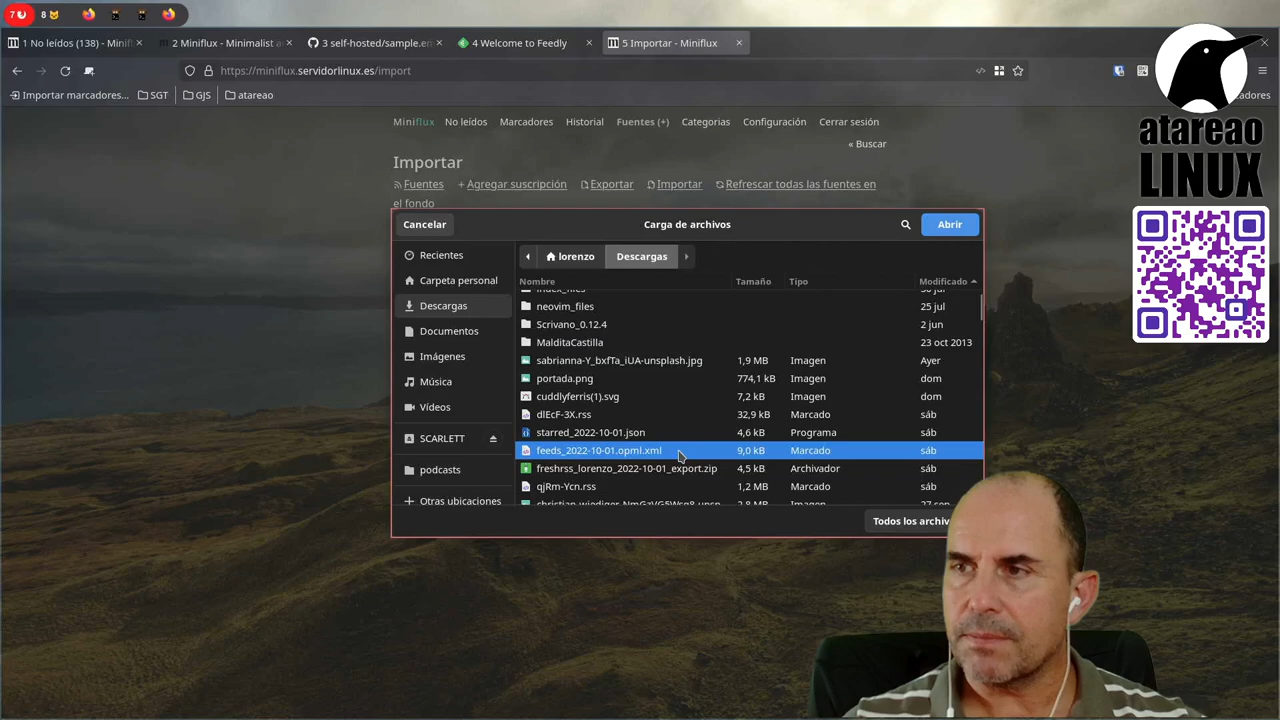 7
8
1 No leídos (138) - Minifl
2 Miniflux - Minimalist
3 self-hosted/sample.en
4 Welcome to Feedly
5 Importar - Miniflux
https://miniflux.servidorlinux.es/import
Importar marcadores...
SGT
GJS
atareao
Miniflux
No leídos
Marcadores
Historial
Fuentes (+)
Categorias
Configuración
Cerrar sesión
« Buscar
Importar
Fuentes
+ Agregar suscripción
Exportar
Importar
Refrescar todas las fuentes en
el fondo
Cancelar
Carga de archivos
Abrir
Recientes
Carpeta personal
Descargas
Documentos
Imágenes
Música
Vídeos
SCARLETT
podcasts
+ Otras ubicaciones
lorenzo
Descargas
Nombre Tamaño Tipo Modificado
neovim_files 25 jul
Scrivano_0.12.4 2 jun
MalditaCastilla 23 oct 2013
sabrianna-Y_bxfTa_iUA-unsplash.jpg 1,9 MB Imagen Ayer
portada.png 774,1 kB Imagen dom
cuddlyferris(1).svg 7,2 kB Imagen dom
dlEcF-3X.rss 32,9 kB Marcado sáb
starred_2022-10-01.json 4,6 kB Programa sáb
feeds_2022-10-01.opml.xml 9,0 kB Marcado sáb
freshrss_lorenzo_2022-10-01_export.zip 4,5 kB Archivador sáb
qjRm-Ycn.rss 1,2 MB Marcado sáb
Todos los archiv
atareao
LINUX